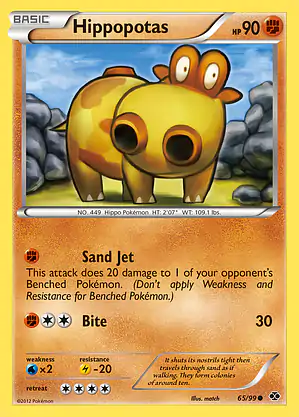 BASIC
Hippopotas HP 90
NO. 449 Hippo Pokémon HT: 2'07" WT: 109.1 lbs.
Sand Jet
This attack does 20 damage to 1 of your opponent's
Benched Pokémon. (Don't apply Weakness and
Resistance for Benched Pokémon.)
Bite 30
weakness resistance
×2 -20
retreat
It shuts its nostrils tight then
travels through sand as if
walking. They form colonies
of around ten.
©2012 Pokémon Illus. match 65/99